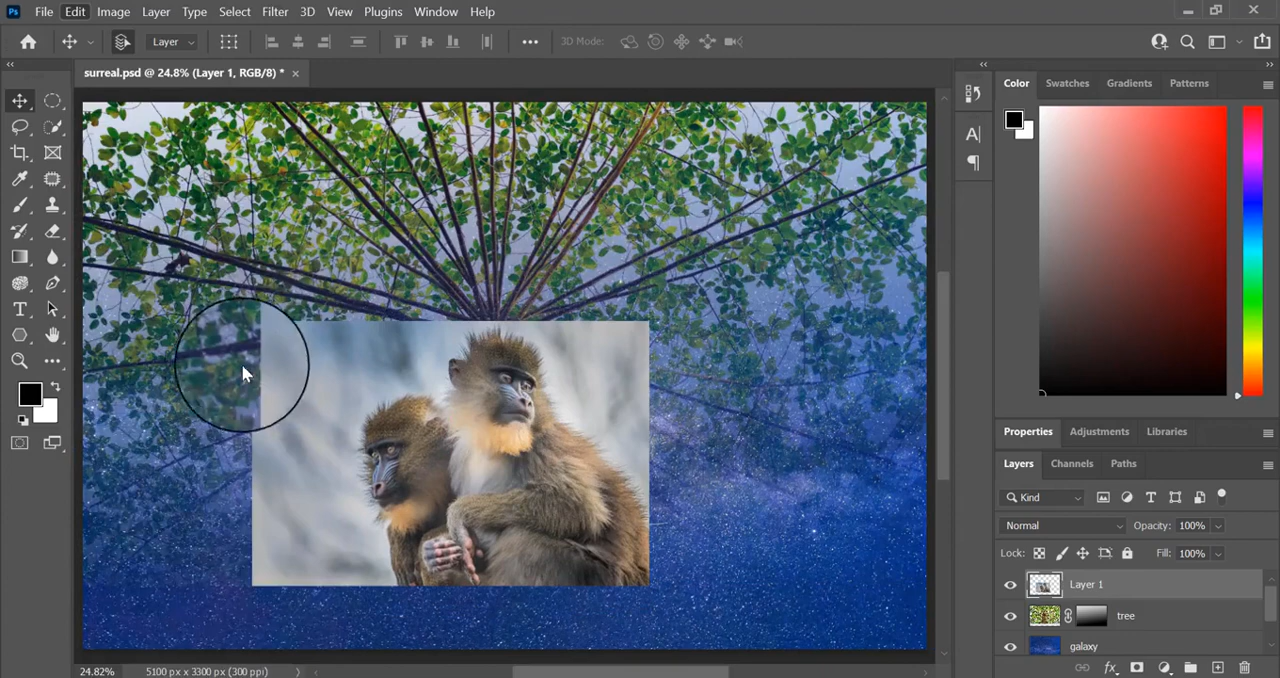 Ps File Edit Image Layer Type Select Filter 3D View Plugins Window Help
Layer 3D Mode:
surreal.psd @ 24.8% (Layer 1, RGB/8) *
Color Swatches Gradients Patterns
A|
T
Properties Adjustments Libraries
Layers Channels Paths
Kind
Normal Opacity: 100%
Lock: Fill: 100%
Layer 1
tree
galaxy
fx
24.82% 5100 px x 3300 px (300 ppi)